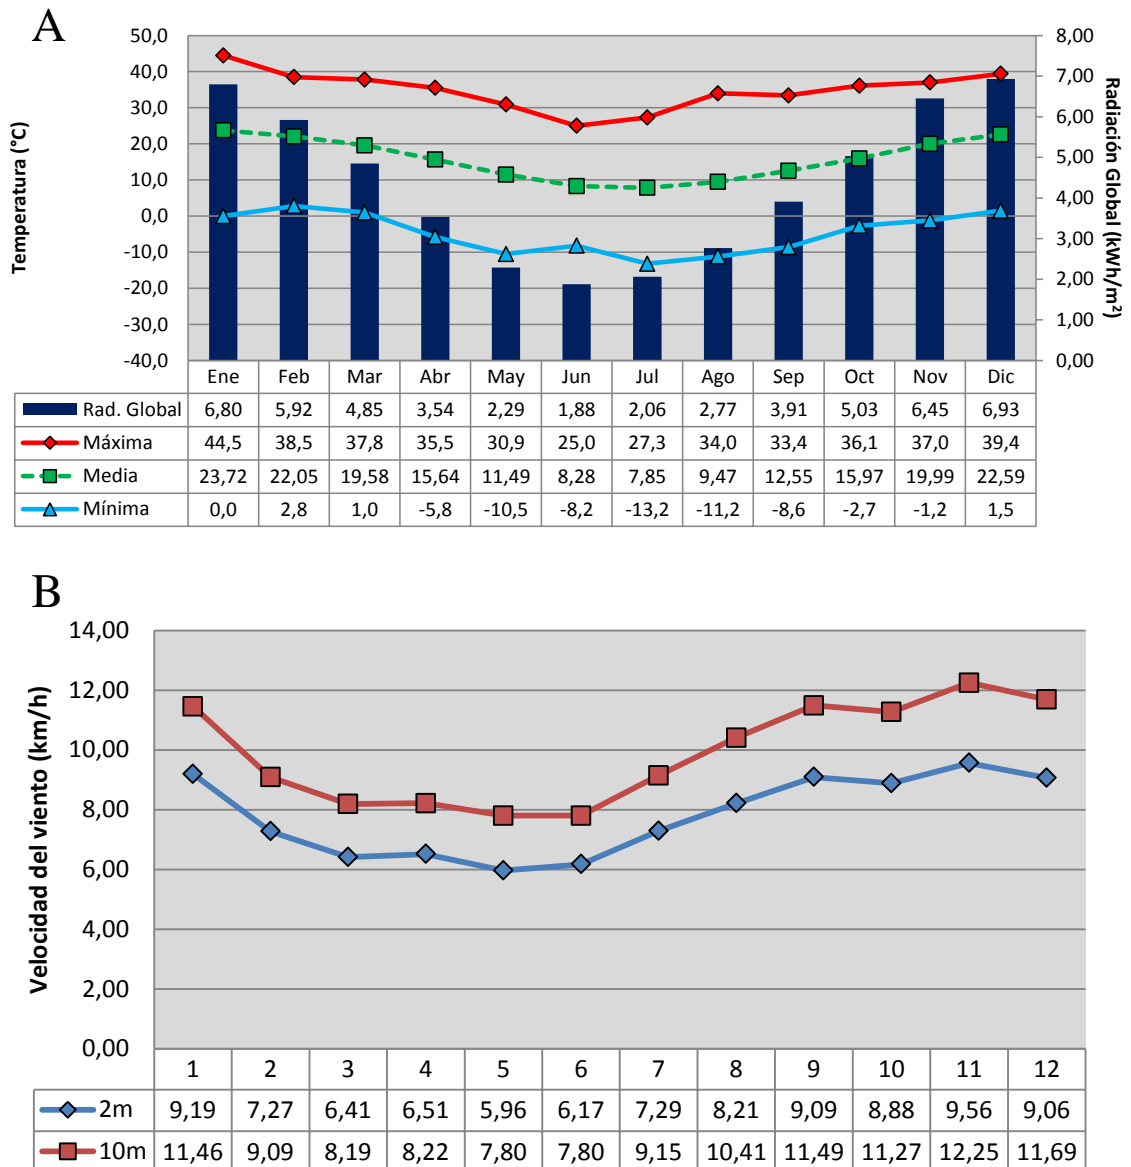 A
50,0
40,0
30,0
20,0
10,0
0,0
-10,0
-20,0
-30,0
-40,0
Temperatura (°C)
8,00
7,00
6,00
5,00
4,00
3,00
2,00
1,00
0,00
Radiación Global (kWh/m²)
Ene Feb Mar Abr May Jun Jul Ago Sep Oct Nov Dic
Rad. Global 6,80 5,92 4,85 3,54 2,29 1,88 2,06 2,77 3,91 5,03 6,45 6,93
Máxima 44,5 38,5 37,8 35,5 30,9 25,0 27,3 34,0 33,4 36,1 37,0 39,4
Media 23,72 22,05 19,58 15,64 11,49 8,28 7,85 9,47 12,55 15,97 19,99 22,59
Mínima 0,0 2,8 1,0 -5,8 -10,5 -8,2 -13,2 -11,2 -8,6 -2,7 -1,2 1,5
B
14,00
12,00
10,00
8,00
6,00
4,00
2,00
0,00
Velocidad del viento (km/h)
1 2 3 4 5 6 7 8 9 10 11 12
2m 9,19 7,27 6,41 6,51 5,96 6,17 7,29 8,21 9,09 8,88 9,56 9,06
10m 11,46 9,09 8,19 8,22 7,80 7,80 9,15 10,41 11,49 11,27 12,25 11,69